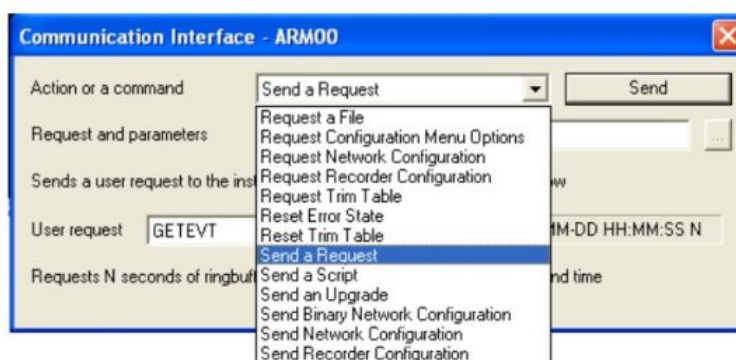 Communication Interface - ARM00
Action or a command
Send a Request
Send
Request a File
Request and parameters
Request Configuration Menu Options
...
Request Network Configuration
Sends a user request to the inst
Request Recorder Configuration
ow
Request Trim Table
Reset Error State
User request
GETEVT
Reset Trim Table
MM-DD HH:MM:SS N
Send a Request
Requests N seconds of ringbuf
Send a Script
nd time
Send an Upgrade
Send Binary Network Configuration
Send Network Configuration
Send Recorder Configuration